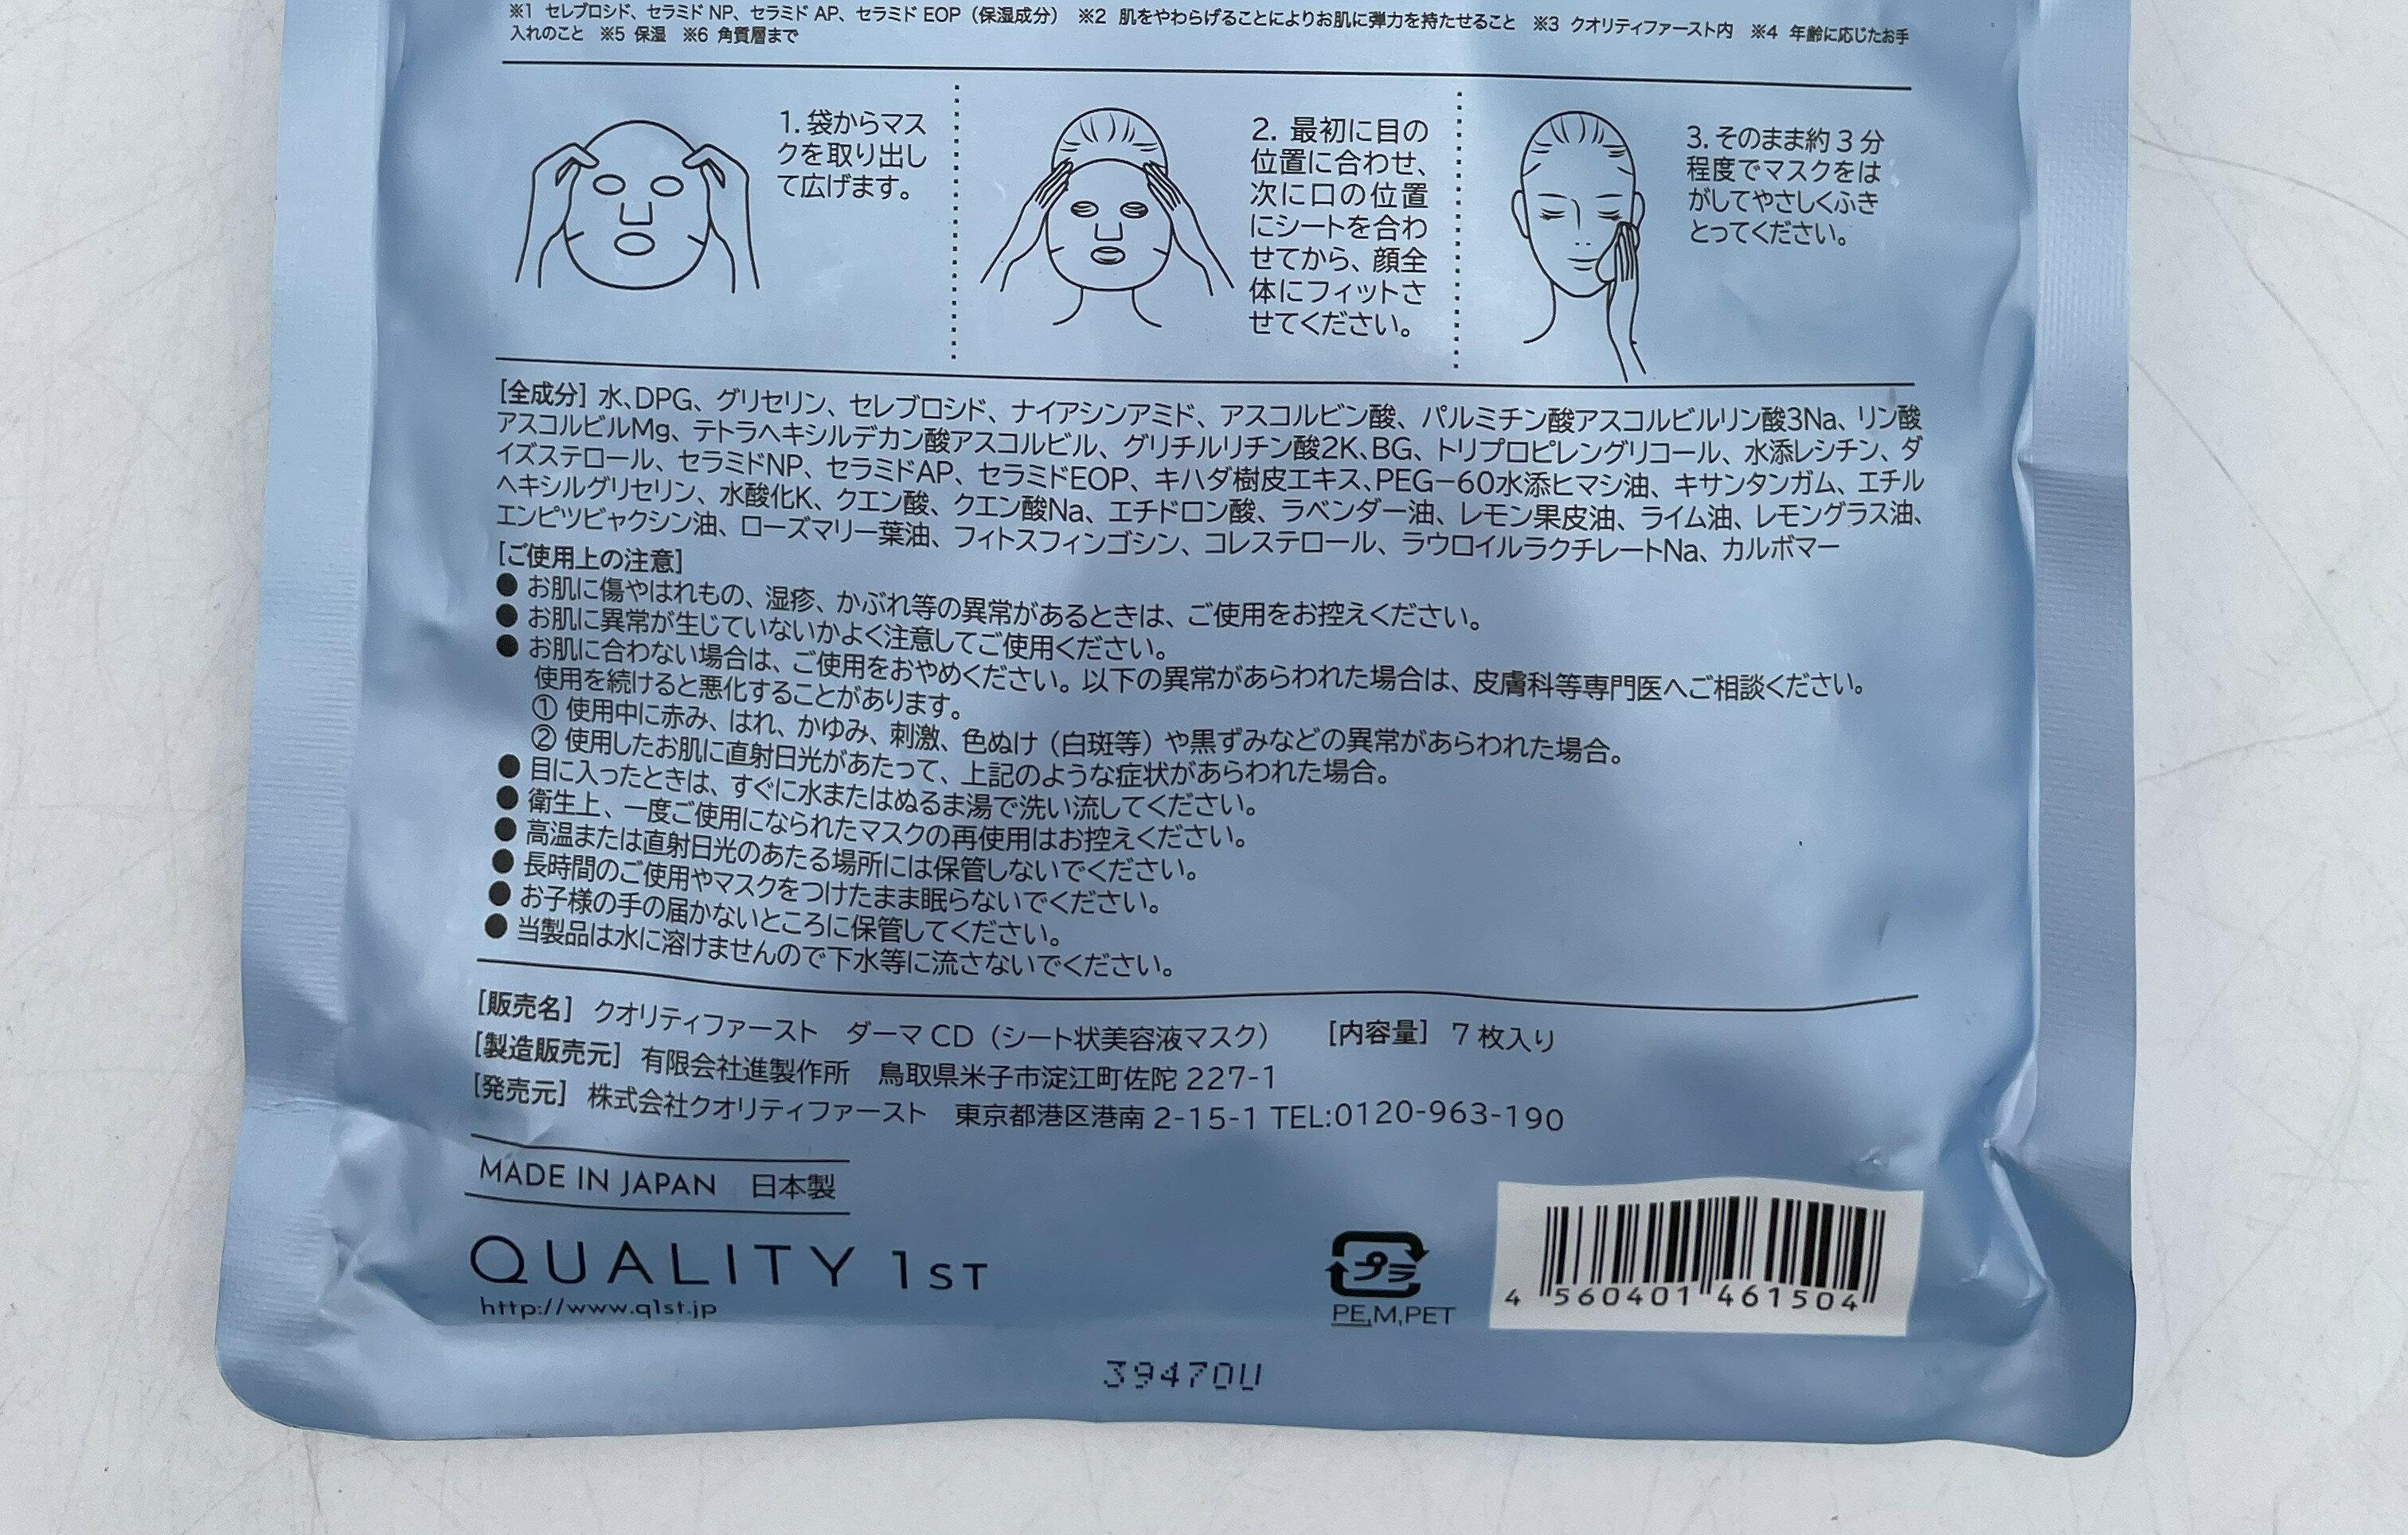 ※1 セレブロシド、セラミド NP、セラミド AP、セラミド EOP（保湿成分） ※2 肌をやわらげることによりお肌に弾力を持たせること ※3 クオリティファースト内 ※4 年齢に応じたお手
入れのこと ※5 保湿 ※6 角質層まで
1. 袋からマス
クを取り出し
て広げます。
2. 最初に目の
位置に合わせ、
次に口の位置
にシートを合わ
せてから、顔全
体にフィットさ
せてください。
3. そのまま約 3 分
程度でマスクをは
がしてやさしくふき
とってください。
[全成分] 水、DPG、グリセリン、セレブロシド、ナイアシンアミド、アスコルビン酸、パルミチン酸アスコルビルリン酸3Na、リン酸
アスコルビルMg、テトラヘキシルデカン酸アスコルビル、グリチルリチン酸2K、BG、トリプロピレングリコール、水添レシチン、ダ
イズステロール、セラミドNP、セラミドAP、セラミドEOP、キハダ樹皮エキス、PEG－60水添ヒマシ油、キサンタンガム、エチル
ヘキシルグリセリン、水酸化K、クエン酸、クエン酸Na、エチドロン酸、ラベンダー油、レモン果皮油、ライム油、レモングラス油、
エンピツビャクシン油、ローズマリー葉油、フィトスフィンゴシン、コレステロール、ラウロイルラクチレートNa、カルボマー
[ご使用上の注意]
● お肌に傷やはれもの、湿疹、かぶれ等の異常があるときは、ご使用をお控えください。
● お肌に異常が生じていないかよく注意してご使用ください。
● お肌に合わない場合は、ご使用をおやめください。以下の異常があらわれた場合は、皮膚科等専門医へご相談ください。
使用を続けると悪化することがあります。
① 使用中に赤み、はれ、かゆみ、刺激、色ぬけ（白斑等）や黒ずみなどの異常があらわれた場合。
② 使用したお肌に直射日光があたって、上記のような症状があらわれた場合。
● 目に入ったときは、すぐに水またはぬるま湯で洗い流してください。
● 衛生上、一度ご使用になられたマスクの再使用はお控えください。
● 高温または直射日光のあたる場所には保管しないでください。
● 長時間のご使用やマスクをつけたまま眠らないでください。
● お子様の手の届かないところに保管してください。
● 当製品は水に溶けませんので下水等に流さないでください。
[販売名] クオリティファースト ダーマ CD（シート状美容液マスク） [内容量] 7 枚入り
[製造販売元] 有限会社進製作所 鳥取県米子市淀江町佐陀 227-1
[発売元] 株式会社クオリティファースト 東京都港区港南 2-15-1 TEL:0120-963-190
MADE IN JAPAN 日本製
QUALITY 1ST
http://www.q1st.jp
プラ
PE,M,PET
4 560401 461504
39470U